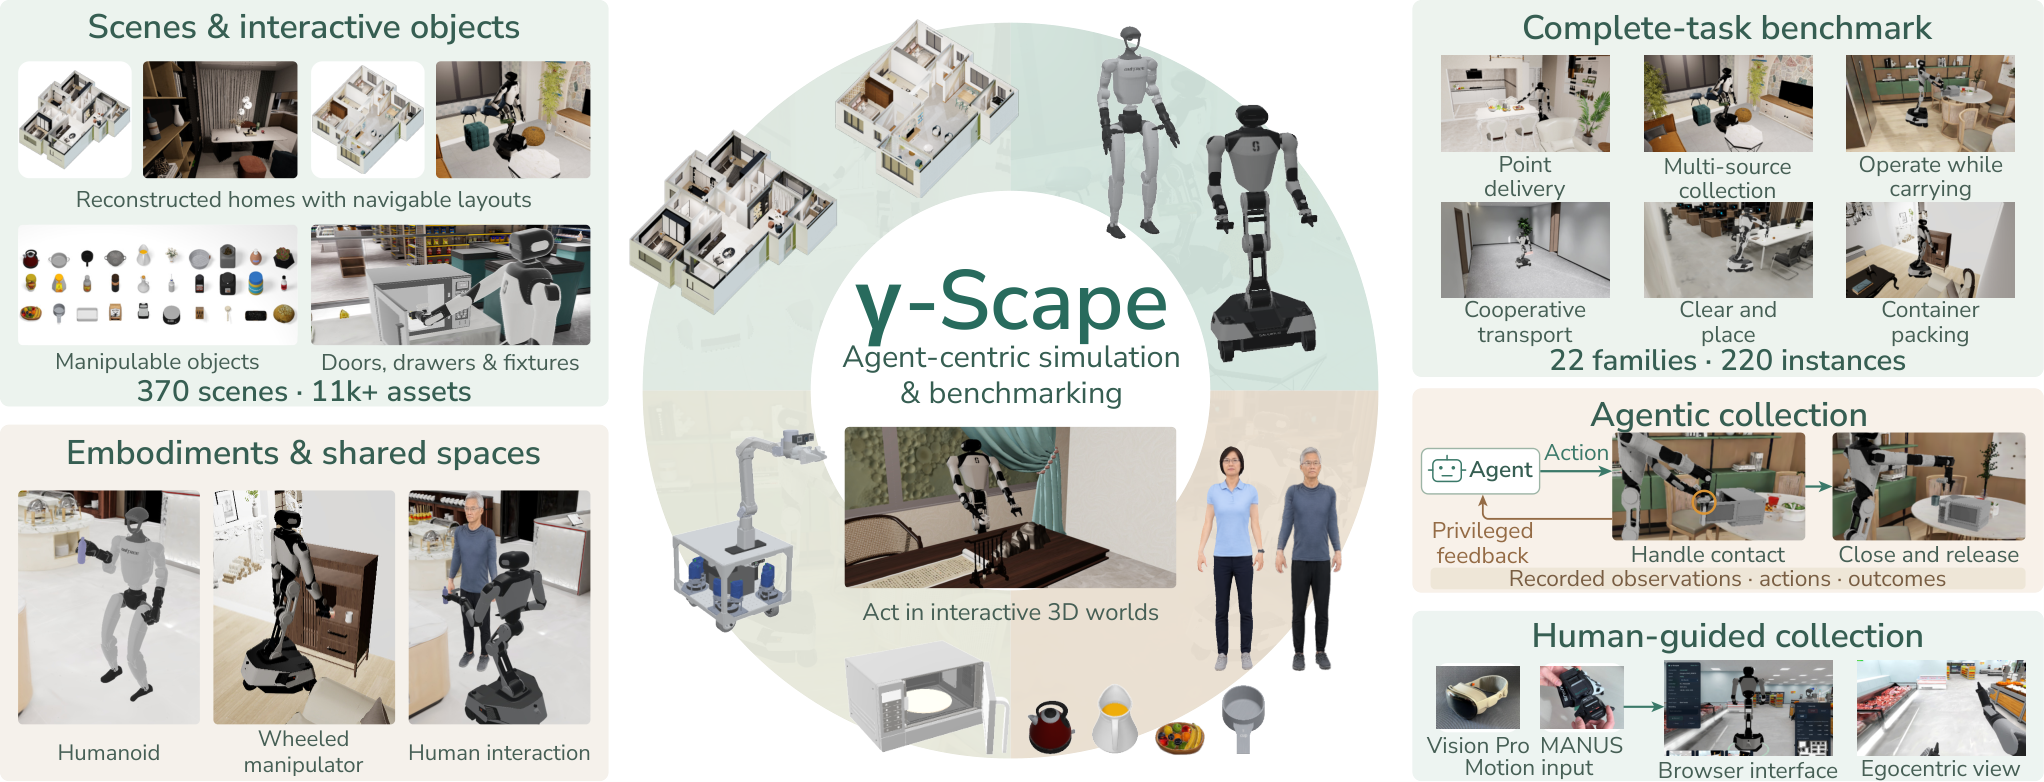 Scenes & interactive objects
Reconstructed homes with navigable layouts
Manipulable objects
Doors, drawers & fixtures
370 scenes · 11k+ assets
Embodiments & shared spaces
Humanoid
Wheeled
manipulator
Human interaction
γ-Scape
Agent-centric simulation
& benchmarking
Act in interactive 3D worlds
Complete-task benchmark
Point
delivery
Multi-source
collection
Operate while
carrying
Cooperative
transport
Clear and
place
Container
packing
22 families · 220 instances
Agentic collection
Agent
Action
Privileged
feedback
Handle contact
Close and release
Recorded observations · actions · outcomes
Human-guided collection
Vision Pro
MANUS
Motion input
Browser interface
Egocentric view